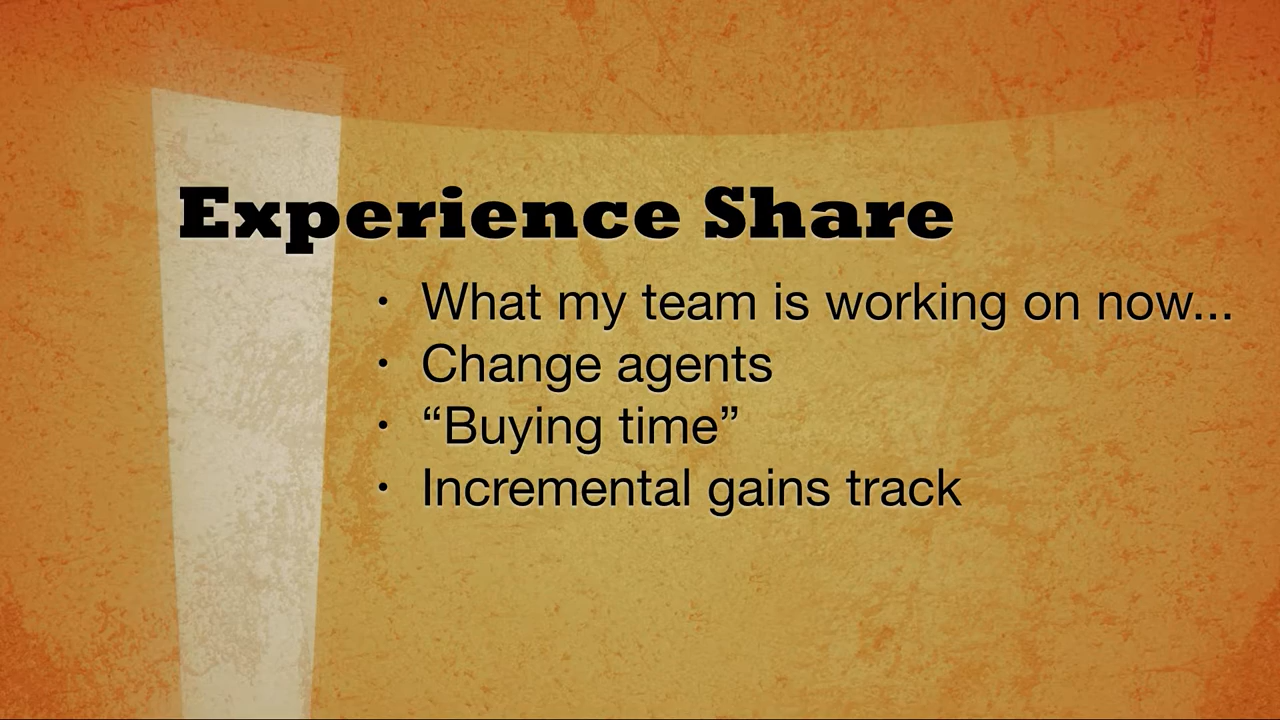 Experience Share
• What my team is working on now...
• Change agents
• “Buying time”
• Incremental gains track